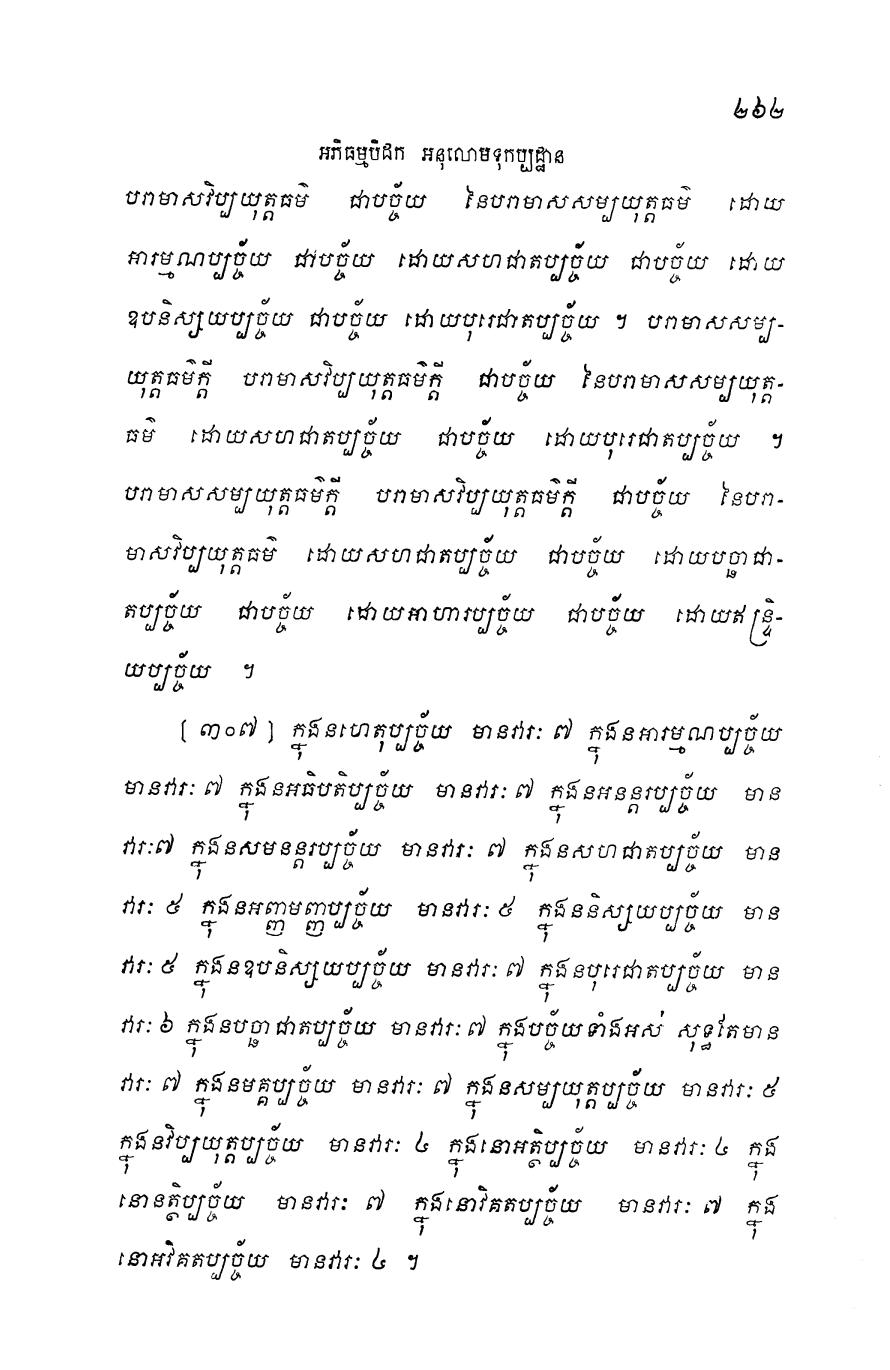 ២៦២
អភិធម្មបិដក អនុលោមទុកប្បដ្ឋាន
បរាមាសវិប្បយុត្តធម៌ ជាបច្ច័យ នៃបរាមាសសម្បយុត្តធម៌ ដោយ
អារម្មណប្បច្ច័យ ជាបច្ច័យ ដោយសហជាតប្បច្ច័យ ជាបច្ច័យ ដោយ
ឧបនិស្សយប្បច្ច័យ ជាបច្ច័យ ដោយបុរេជាតប្បច្ច័យ ។ បរាមាសសម្ប-
យុត្តធម៌ក្តី បរាមាសវិប្បយុត្តធម៌ក្តី ជាបច្ច័យ នៃបរាមាសសម្បយុត្ត-
ធម៌ ដោយសហជាតប្បច្ច័យ ជាបច្ច័យ ដោយបុរេជាតប្បច្ច័យ ។
បរាមាសសម្បយុត្តធម៌ក្តី បរាមាសវិប្បយុត្តធម៌ក្តី ជាបច្ច័យ នៃបរា-
មាសវិប្បយុត្តធម៌ ដោយសហជាតប្បច្ច័យ ជាបច្ច័យ ដោយបច្ឆាជា-
តប្បច្ច័យ ជាបច្ច័យ ដោយអាហារប្បច្ច័យ ជាបច្ច័យ ដោយឥន្ទ្រិ-
យប្បច្ច័យ ។
[ ៣០៧ ] ក្នុងនហេតុប្បច្ច័យ មានវារៈ ៧ ក្នុងនអារម្មណប្បច្ច័យ
មានវារៈ ៧ ក្នុងនអធិបតិប្បច្ច័យ មានវារៈ ៧ ក្នុងនអនន្តរប្បច្ច័យ មាន
វារៈ៧ ក្នុងនសមនន្តរប្បច្ច័យ មានវារៈ ៧ ក្នុងនសហជាតប្បច្ច័យ មាន
វារៈ ៥ ក្នុងនអញ្ញមញ្ញប្បច្ច័យ មានវារៈ ៥ ក្នុងននិស្សយប្បច្ច័យ មាន
វារៈ ៥ ក្នុងនឧបនិស្សយប្បច្ច័យ មានវារៈ ៧ ក្នុងនបុរេជាតប្បច្ច័យ មាន
វារៈ ៦ ក្នុងនបច្ឆាជាតប្បច្ច័យ មានវារៈ ៧ ក្នុងបច្ច័យទាំងអស់ សុទ្ធតែមាន
វារៈ ៧ ក្នុងនមគ្គប្បច្ច័យ មានវារៈ ៧ ក្នុងនសម្បយុត្តប្បច្ច័យ មានវារៈ ៥
ក្នុងនវិប្បយុត្តប្បច្ច័យ មានវារៈ ៤ ក្នុងនោអត្ថិប្បច្ច័យ មានវារៈ ៤ ក្នុង
នោនត្ថិប្បច្ច័យ មានវារៈ ៧ ក្នុងនោវិគតប្បច្ច័យ មានវារៈ ៧ ក្នុង
នោអវិគតប្បច្ច័យ មានវារៈ ៤ ។